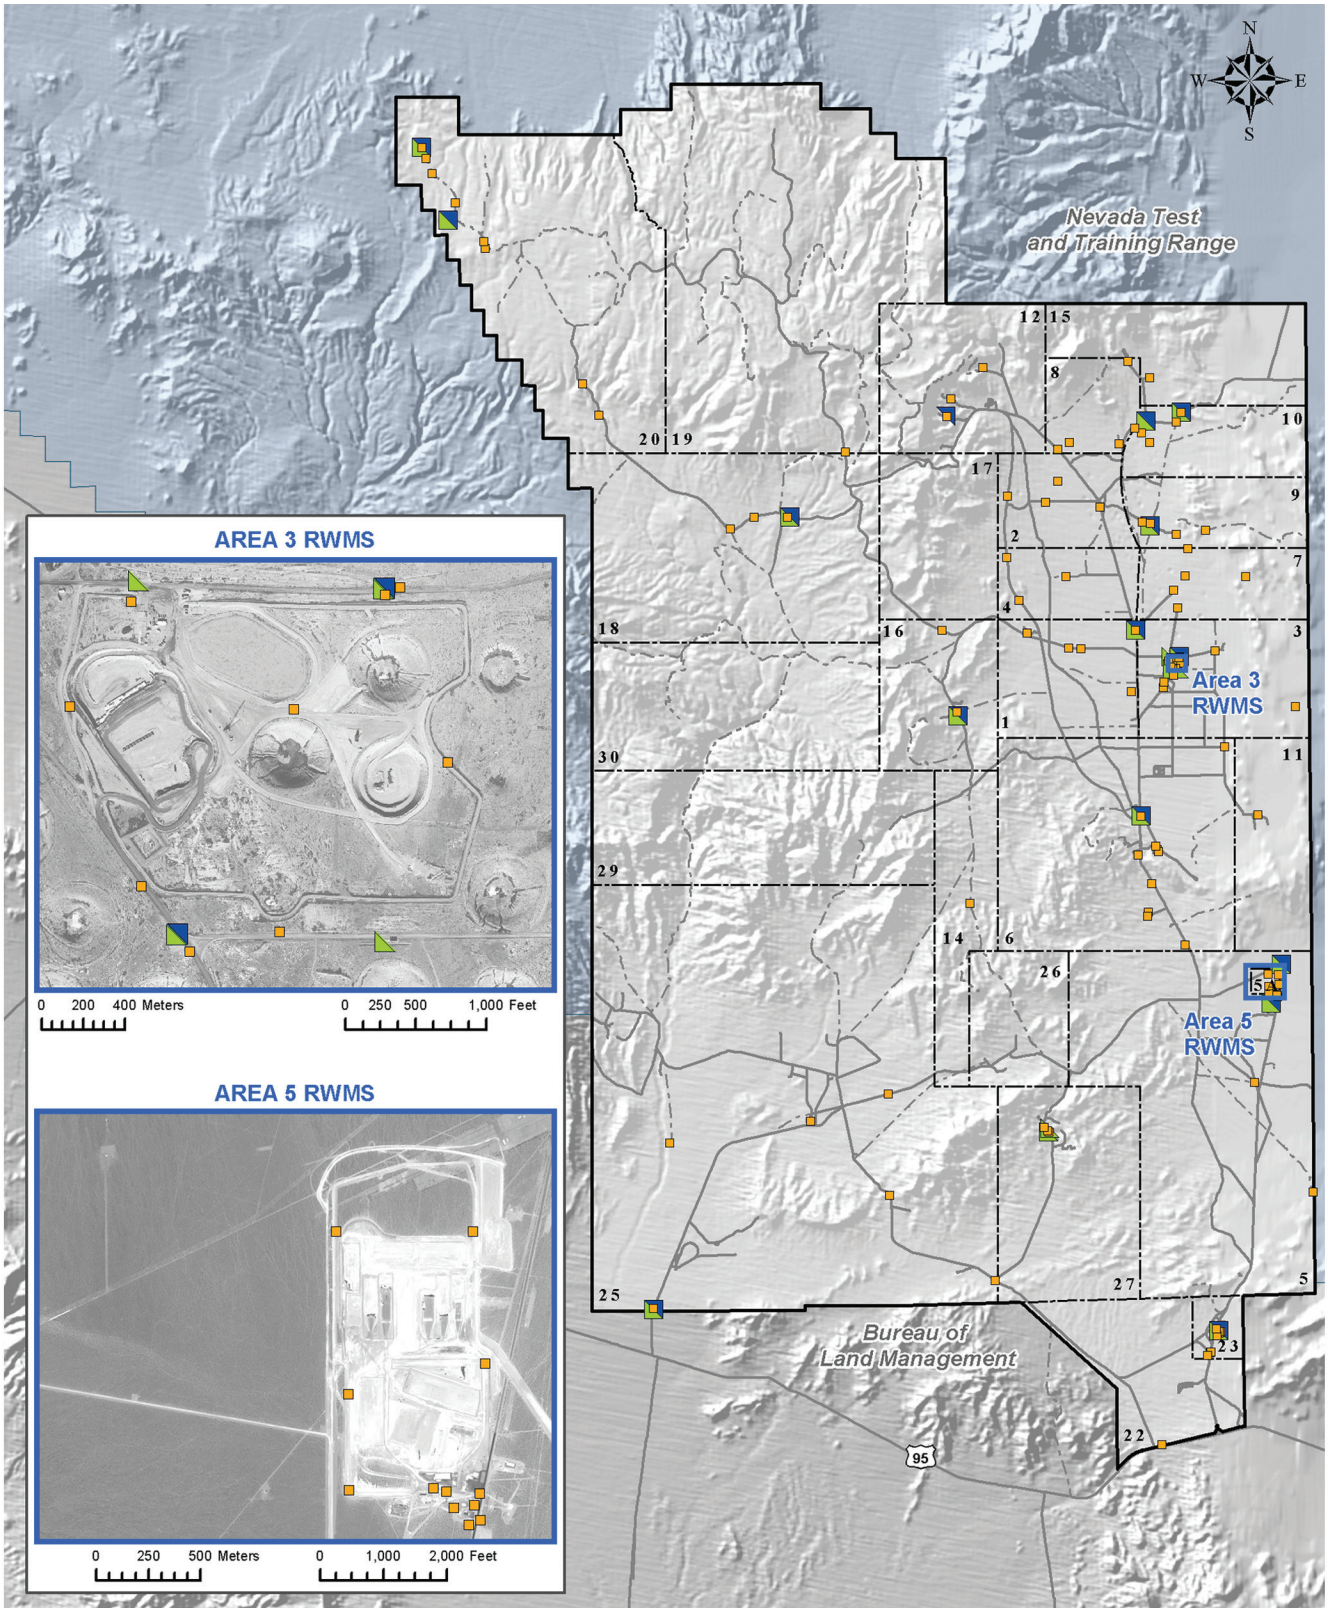 N
W E
S
Nevada Test
and Training Range
12 15
8
10
20 19
17
9
2
7
4
18
16
3
Area 3
RWMS
1
30
11
29
14
6
26
5
Area 5
RWMS
25
27
5
23
Bureau of
Land Management
22
95
AREA 3 RWMS
0 200 400 Meters
0 250 500 1,000 Feet
AREA 5 RWMS
0 250 500 Meters
0 1,000 2,000 Feet